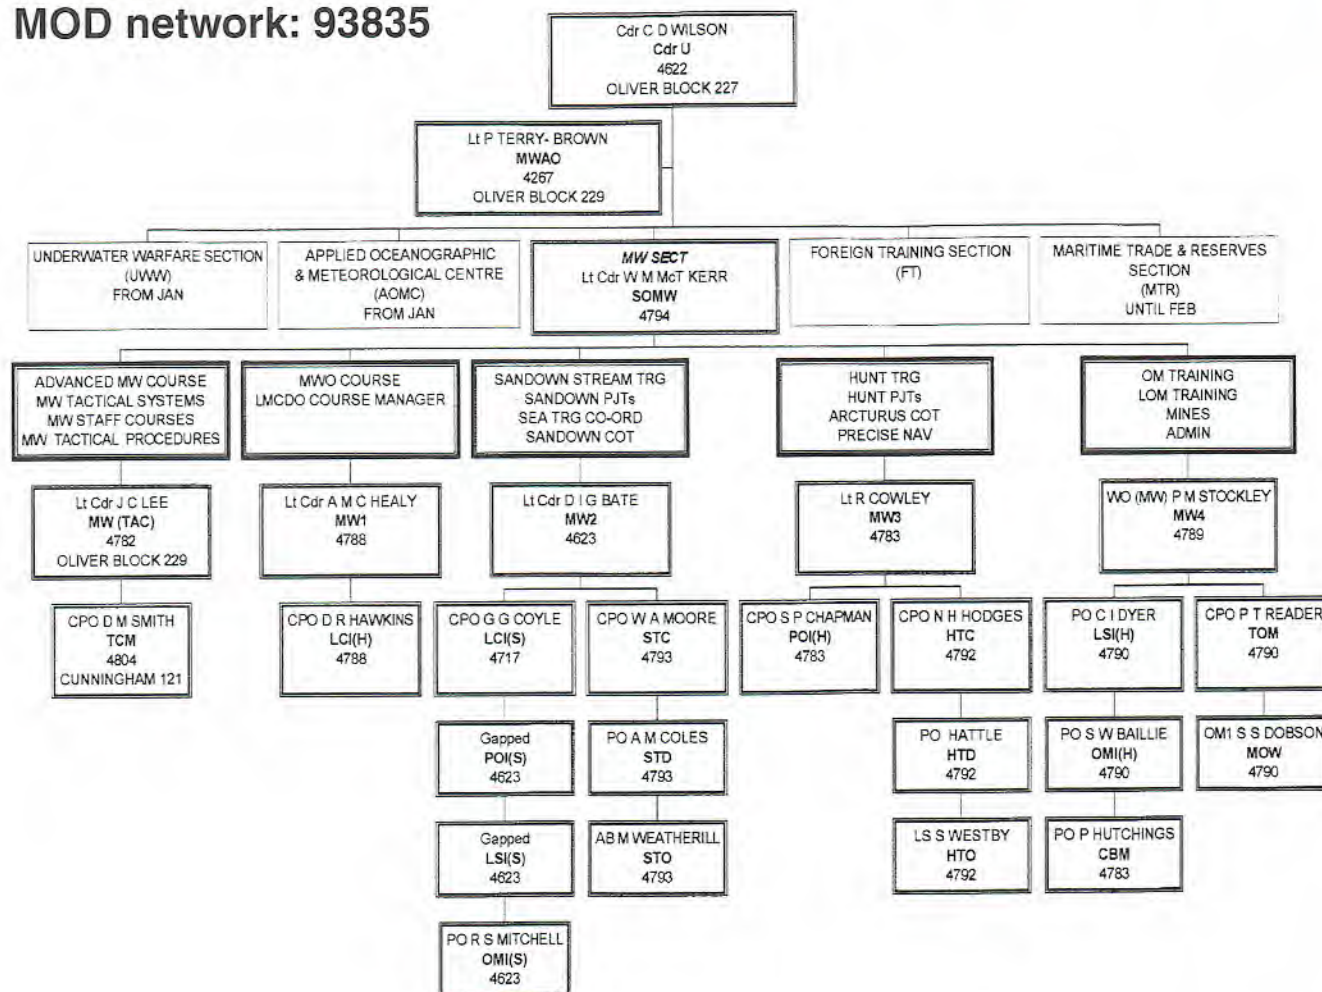 MOD network: 93835
Cdr C D WILSON
Cdr U
4622
OLIVER BLOCK 227
Lt P TERRY- BROWN
MWAO
4267
OLIVER BLOCK 229
UNDERWATER WARFARE SECTION
(UWW)
FROM JAN
APPLIED OCEANOGRAPHIC
& METEOROLOGICAL CENTRE
(AOMC)
FROM JAN
MW SECT
Lt Cdr W M McT KERR
SOMW
4794
FOREIGN TRAINING SECTION
(FT)
MARITIME TRADE & RESERVES
SECTION
(MTR)
UNTIL FEB
ADVANCED MW COURSE
MW TACTICAL SYSTEMS
MW STAFF COURSES
MW TACTICAL PROCEDURES
MWO COURSE
LMCDO COURSE MANAGER
SANDOWN STREAM TRG
SANDOWN PJTs
SEA TRG CO-ORD
SANDOWN COT
HUNT TRG
HUNT PJTs
ARCTURUS COT
PRECISE NAV
OM TRAINING
LOM TRAINING
MINES
ADMIN
Lt Cdr J C LEE
MW (TAC)
4782
OLIVER BLOCK 229
Lt Cdr A M C HEALY
MW1
4788
Lt Cdr D I G BATE
MW2
4623
Lt R COWLEY
MW3
4783
WO (MW) P M STOCKLEY
MW4
4789
CPO D M SMITH
TCM
4804
CUNNINGHAM 121
CPO D R HAWKINS
LCI(H)
4788
CPO G G COYLE
LCI(S)
4717
CPO W A MOORE
STC
4793
CPO S P CHAPMAN
POI(H)
4783
CPO N H HODGES
HTC
4792
PO C I DYER
LSI(H)
4790
CPO P T READER
TOM
4790
Gapped
POI(S)
4623
PO A M COLES
STD
4793
PO HATTLE
HTD
4792
PO S W BAILLIE
OMI(H)
4790
OM1 S S DOBSON
MOW
4790
Gapped
LSI(S)
4623
AB M WEATHERILL
STO
4793
LS S WESTBY
HTO
4792
PO P HUTCHINGS
CBM
4783
PO R S MITCHELL
OMI(S)
4623